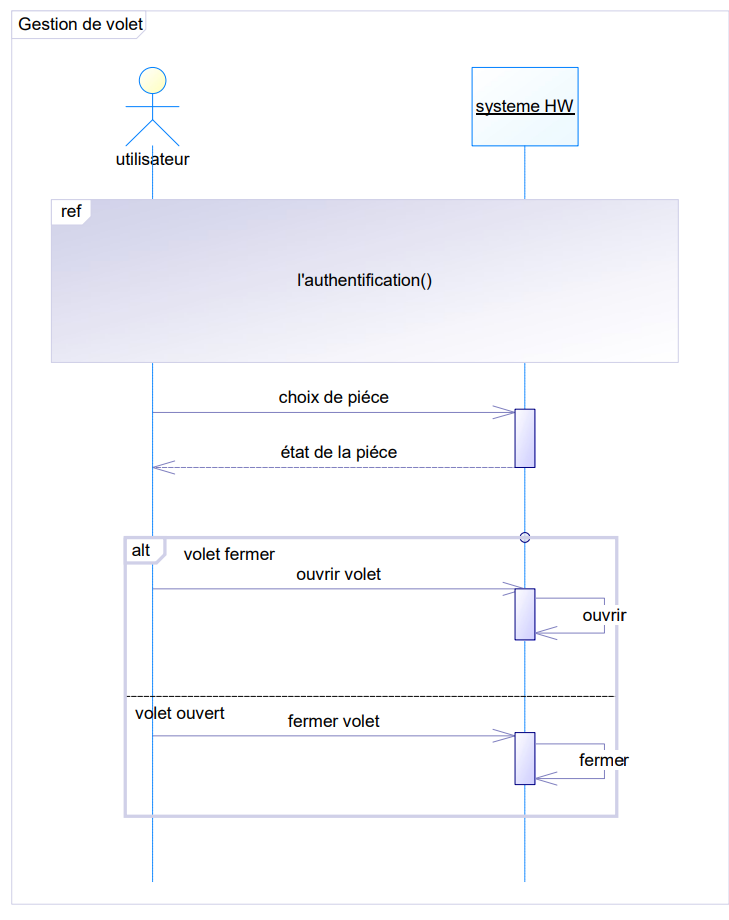 Gestion de volet
utilisateur
systeme HW
ref
l'authentification()
choix de piéce
état de la piéce
alt
volet fermer
ouvrir volet
ouvrir
volet ouvert
fermer volet
fermer